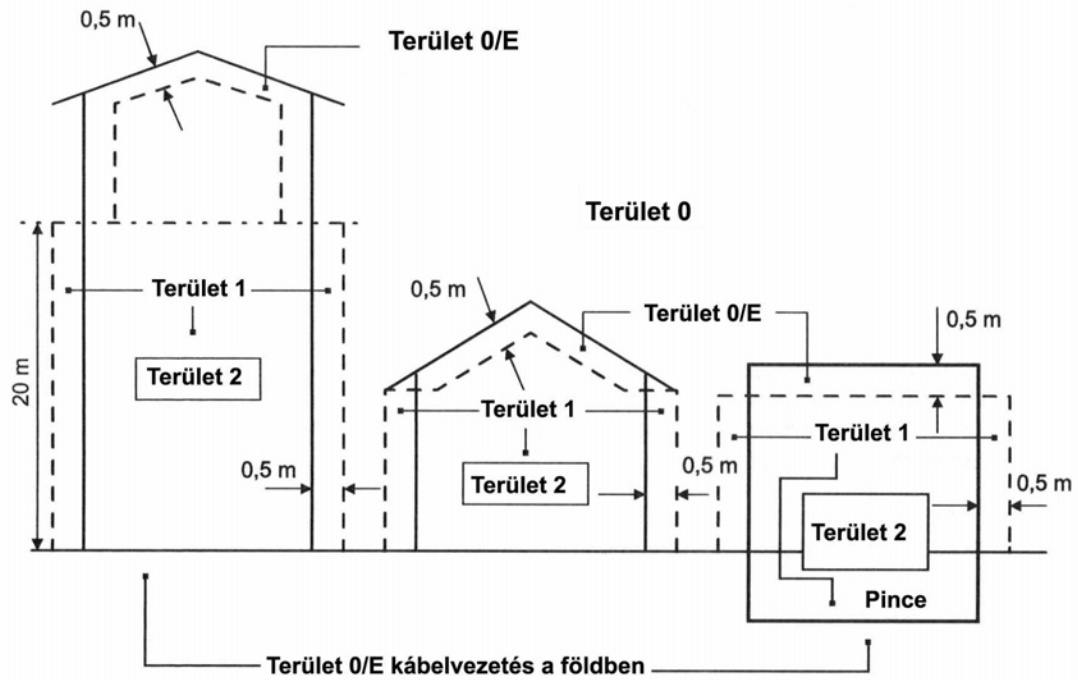 0,5 m
Terület 0/E
Terület 0
Terület 1
0,5 m
Terület 0/E
0,5 m
20 m
Terület 2
Terület 1
Terület 1
0,5 m
Terület 2
0,5 m
0,5 m
Terület 2
Pince
Terület 0/E kábelvezetés a földben